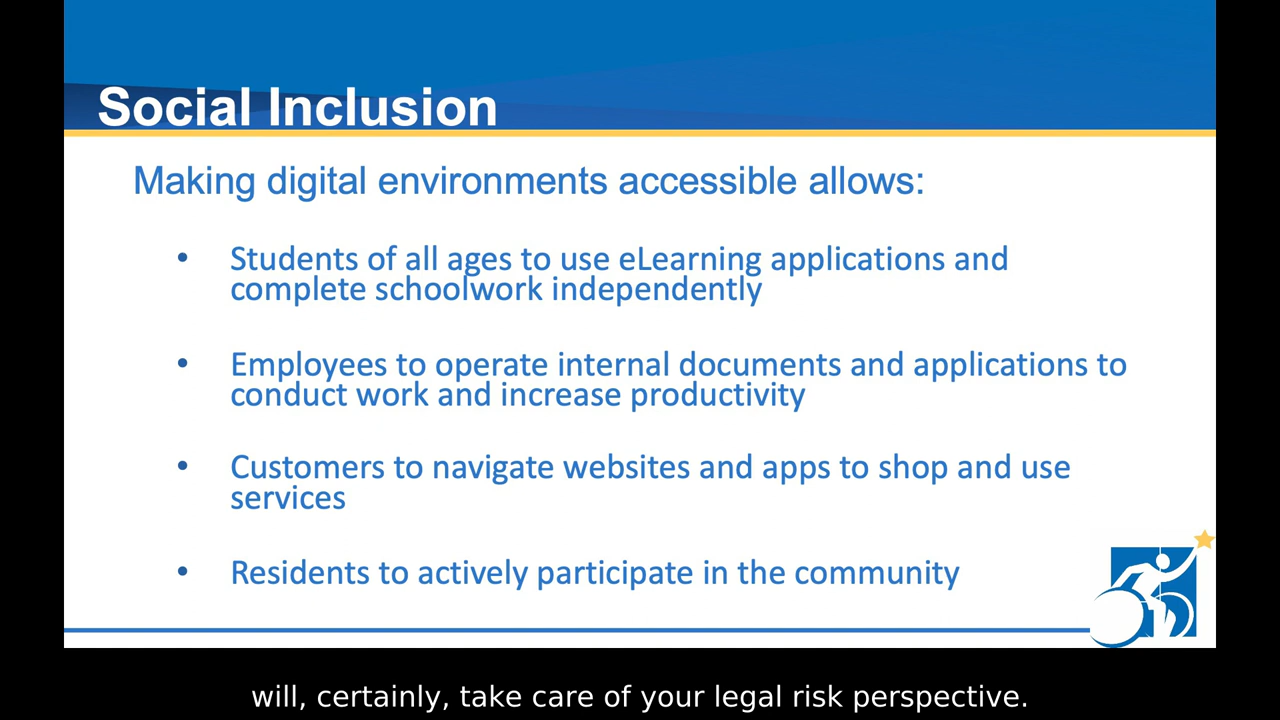 Social Inclusion
Making digital environments accessible allows:
• Students of all ages to use eLearning applications and
complete schoolwork independently
• Employees to operate internal documents and applications to
conduct work and increase productivity
• Customers to navigate websites and apps to shop and use
services
• Residents to actively participate in the community
will, certainly, take care of your legal risk perspective.